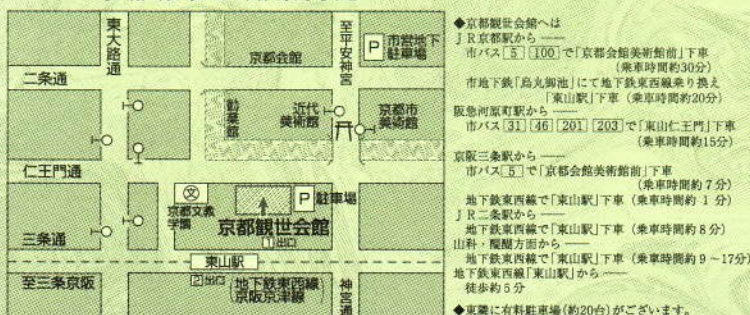 東大路通
京都会館
至平安神宮
P 市営地下駐車場
二条通
勧業館
近代美術館
京都市美術館
仁王門通
文
京都文教学園
P 駐車場
京都観世会館
1出口
三条通
東山駅
2出口
地下鉄東西線
京阪京津線
至三条京阪
神宮通
◆京都観世会館へは
JR京都駅から ――
市バス 5 100 で「京都会館美術館前」下車
(乗車時間約30分)
市地下鉄「烏丸御池」にて地下鉄東西線乗り換え
「東山駅」下車(乗車時間約20分)
阪急河原町駅から ――
市バス 31 46 201 203 で「東山仁王門」下車
(乗車時間約15分)
京阪三条駅から ――
市バス 5 で「京都会館美術館前」下車
(乗車時間約7分)
地下鉄東西線で「東山駅」下車(乗車時間約 1 分)
JR二条駅から ――
地下鉄東西線で「東山駅」下車(乗車時間約8分)
山科・醍醐方面から ――
地下鉄東西線で「東山駅」下車(乗車時間約9~17分)
地下鉄東西線「東山駅」から ――
徒歩約5分
◆東隣に有料駐車場(約20台)がございます。